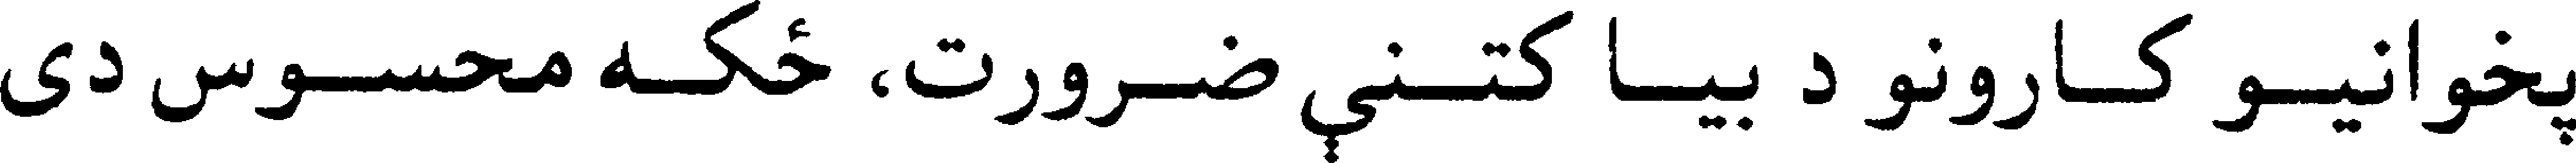 پخوانیو کارونو د بیا کتنې ضرورت، ځکه محسوس دی